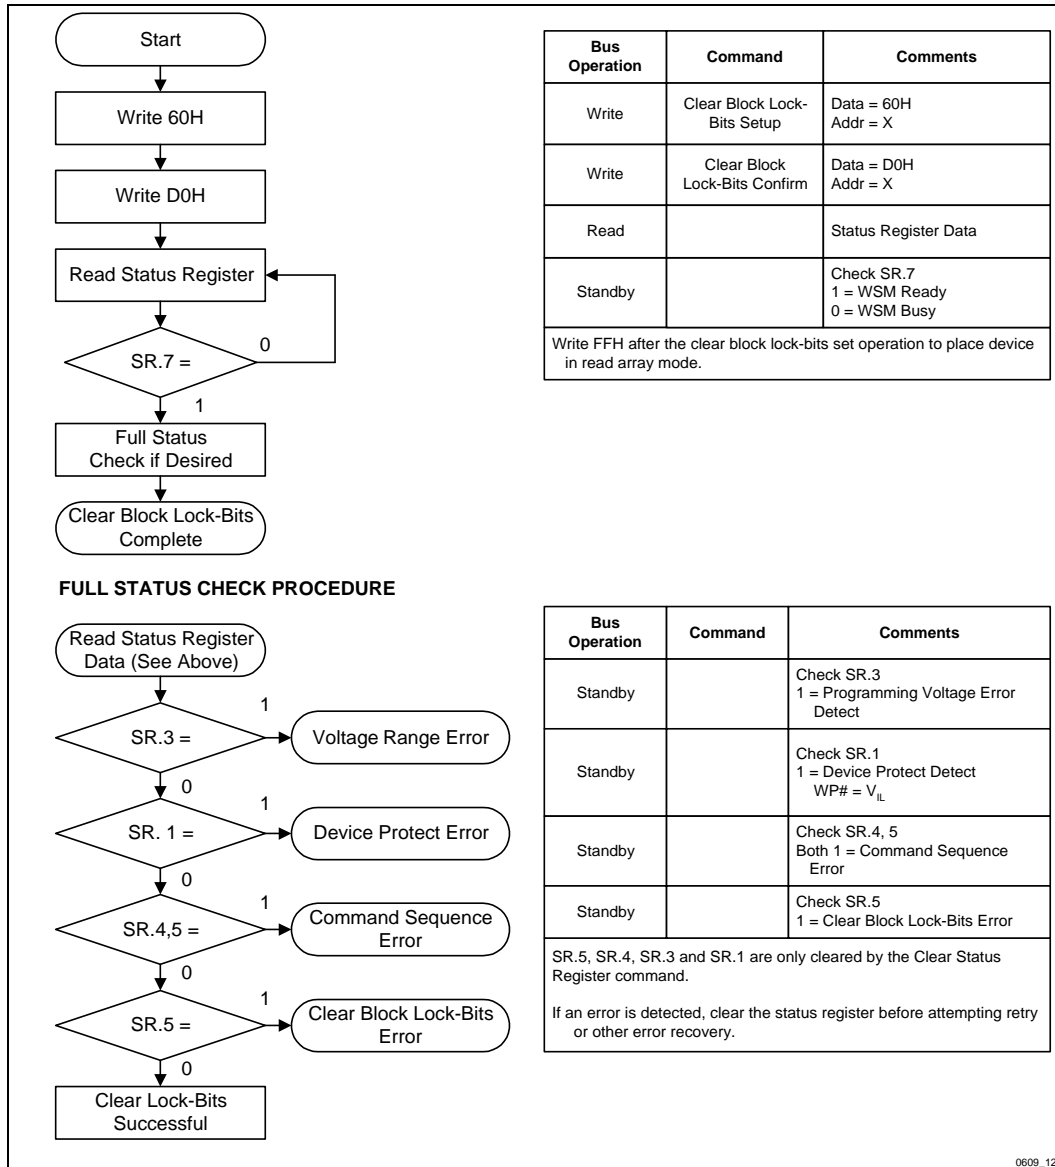 Start
Write 60H
Write D0H
Read Status Register
SR.7 =
0
1
Full Status
Check if Desired
Clear Block Lock-Bits
Complete
Bus
Operation
Command
Comments
Write
Clear Block Lock-
Bits Setup
Data = 60H
Addr = X
Write
Clear Block
Lock-Bits Confirm
Data = D0H
Addr = X
Read
Status Register Data
Standby
Check SR.7
1 = WSM Ready
0 = WSM Busy
Write FFH after the clear block lock-bits set operation to place device
in read array mode.
FULL STATUS CHECK PROCEDURE
Read Status Register
Data (See Above)
SR.3 =
1
Voltage Range Error
0
SR. 1 =
1
Device Protect Error
0
SR.4,5 =
1
Command Sequence
Error
0
SR.5 =
1
Clear Block Lock-Bits
Error
0
Clear Lock-Bits
Successful
Bus
Operation
Command
Comments
Standby
Check SR.3
1 = Programming Voltage Error
Detect
Standby
Check SR.1
1 = Device Protect Detect
WP# = VIL
Standby
Check SR.4, 5
Both 1 = Command Sequence
Error
Standby
Check SR.5
1 = Clear Block Lock-Bits Error
SR.5, SR.4, SR.3 and SR.1 are only cleared by the Clear Status
Register command.
If an error is detected, clear the status register before attempting retry
or other error recovery.
0609_12